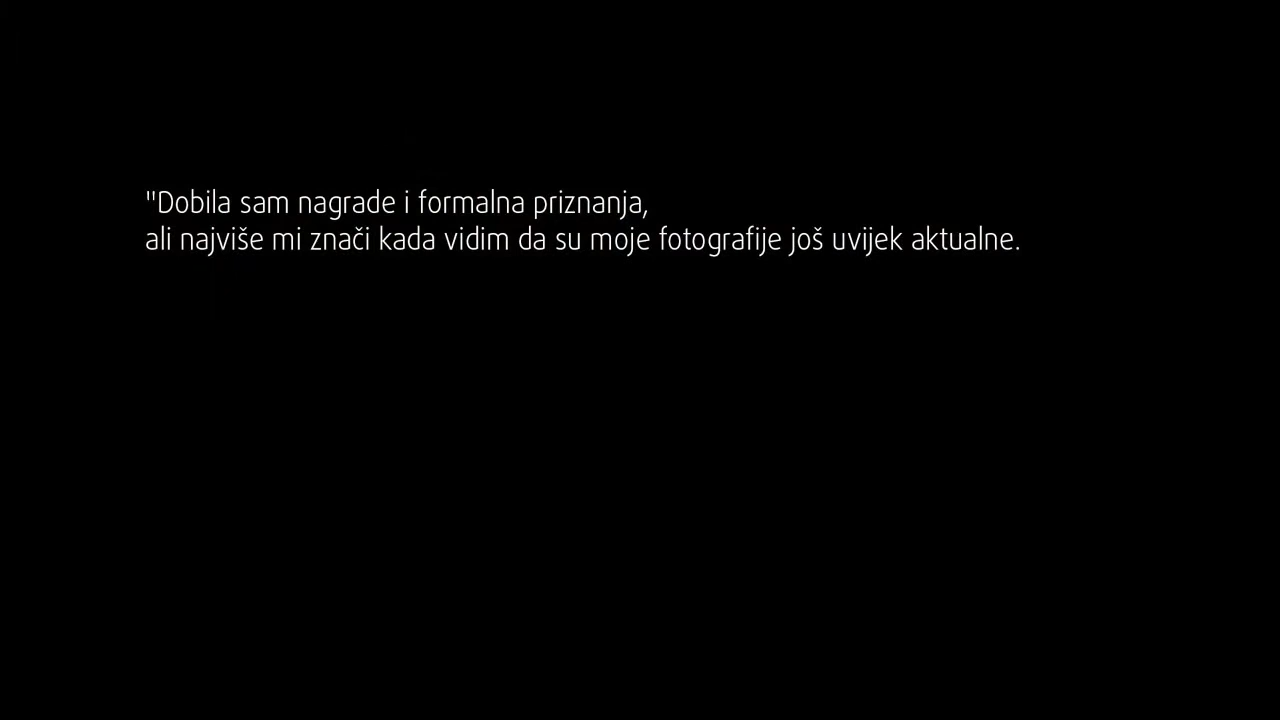 "Dobila sam nagrade i formalna priznanja,
ali najviše mi znači kada vidim da su moje fotografije još uvijek aktualne.